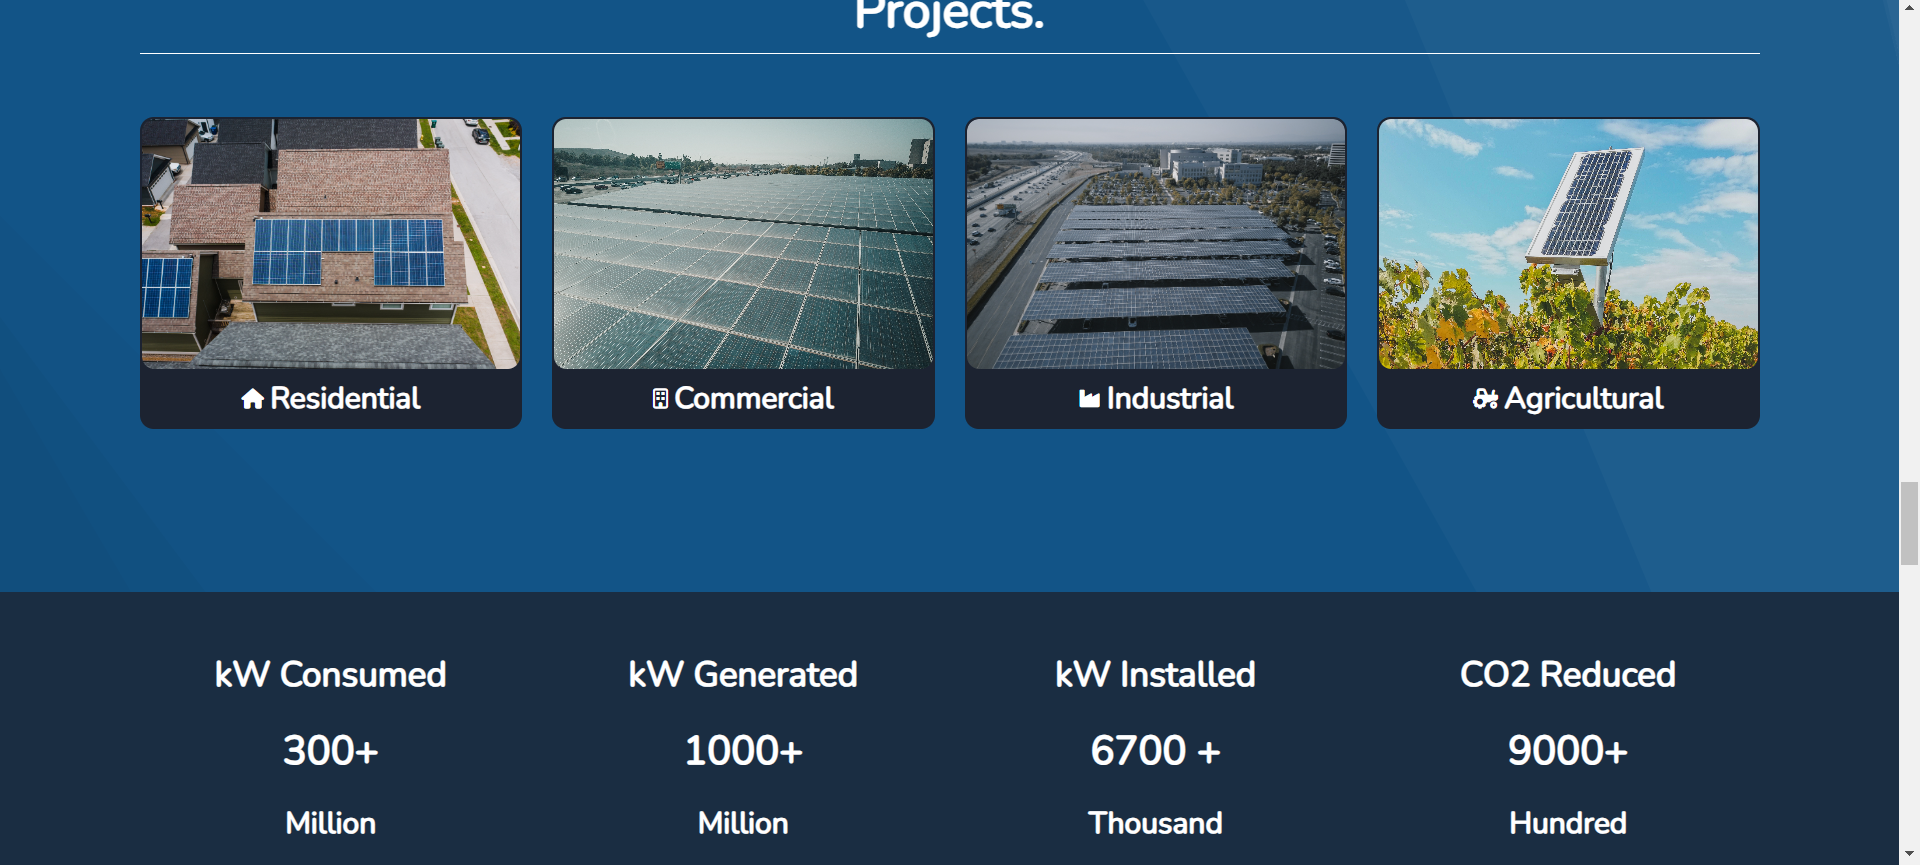 Projects.
Residential
Commercial
Industrial
Agricultural
kW Consumed
kW Generated
kW Installed
CO2 Reduced
300+
1000+
6700 +
9000+
Million
Million
Thousand
Hundred